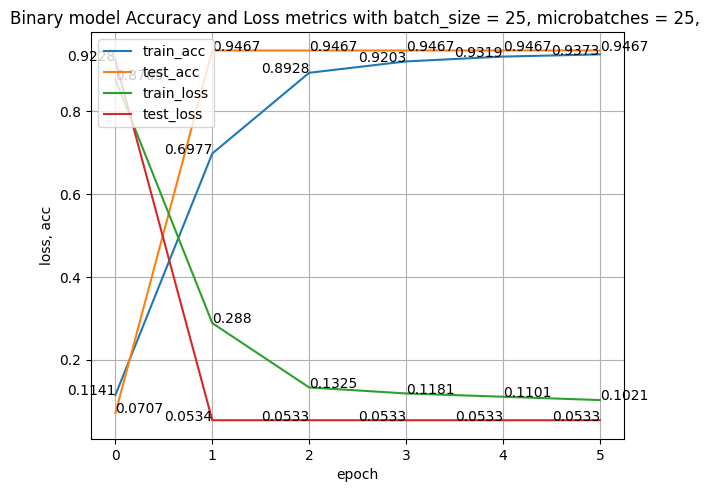 Binary model Accuracy and Loss metrics with batch_size = 25, microbatches = 25,
train_acc
test_acc
train_loss
test_loss
0.9228
0.9467 0.9467 0.9467 0.9467 0.9467
0.6977 0.8928 0.9203 0.9319 0.9373
0.1141
0.0707
0.288 0.1325 0.1181 0.1101 0.1021
0.0534 0.0533 0.0533 0.0533 0.0533
0.8
0.6
0.4
0.2
loss, acc
0 1 2 3 4 5
epoch